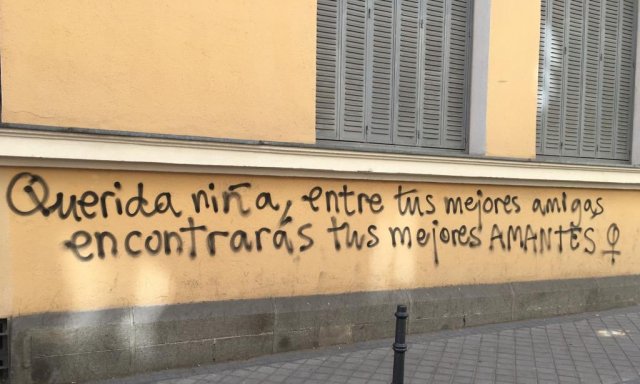 Querida niña, entre tus mejores amigas
encontrarás tus mejores AMANTES ♀